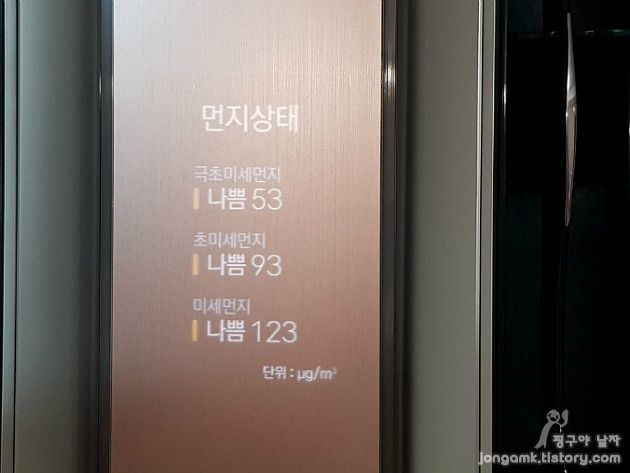 먼지상태
극초미세먼지
나쁨 53
초미세먼지
나쁨 93
미세먼지
나쁨 123
단위 : μg/m³
핑구야 날자
jongamk.tistory.com